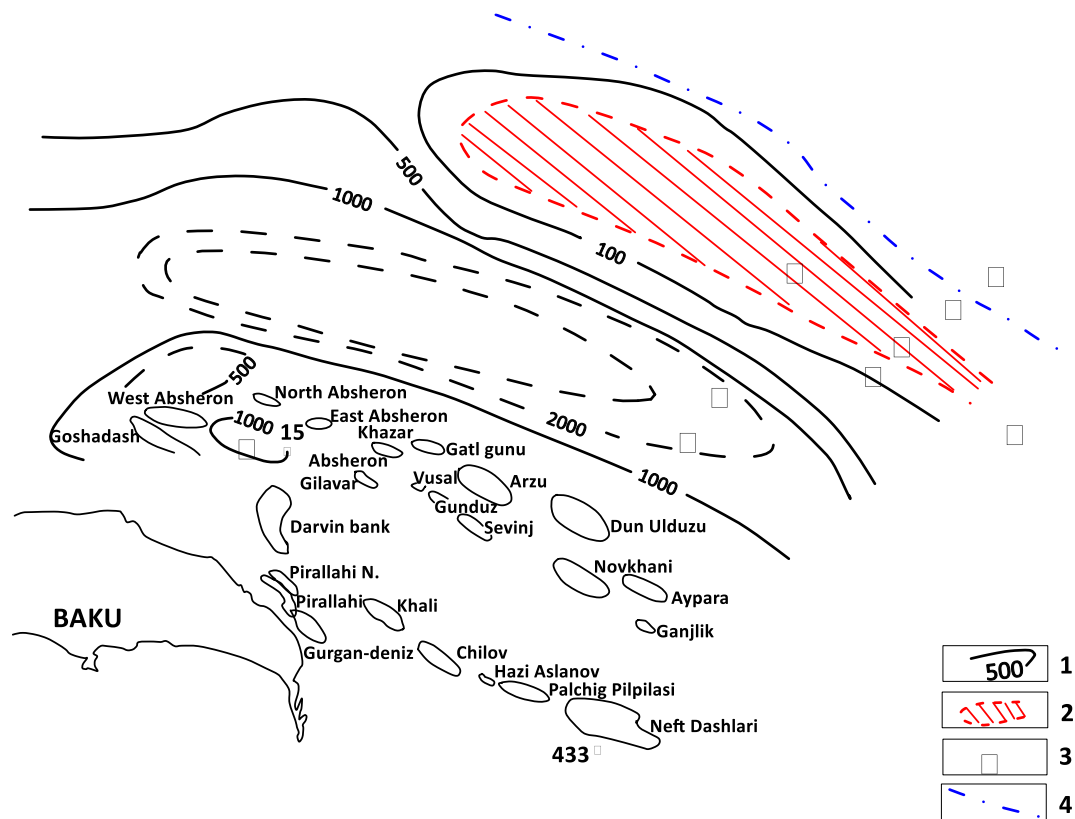 500
1000
100
500
West Absheron
North Absheron
1000
15
East Absheron
2000
Goshadash
Khazar
Gatl gunu
Absheron
Gilavar
Vusal
Arzu
1000
Gunduz
Sevinj
Darvin bank
Dun Ulduzu
Pirallahi N.
Novkhani
Pirallahi
Khali
Aypara
BAKU
Ganjlik
Gurgan-deniz
Chilov
Hazi Aslanov
Palchig Pilpilasi
Neft Dashlari
433
500
1
2
3
4